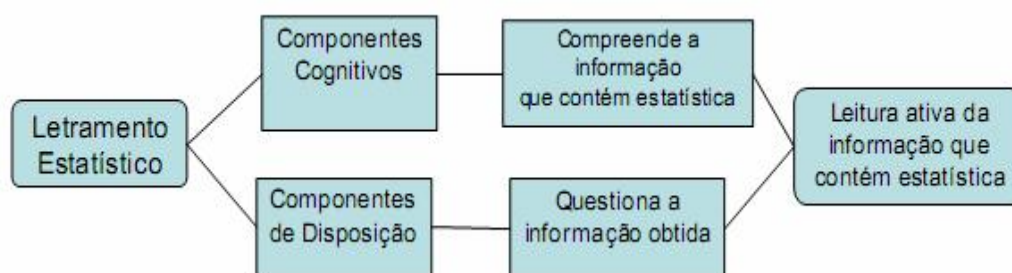 Letramento
Estatístico
Componentes
Cognitivos
Compreende a
informação
que contém estatística
Componentes
de Disposição
Questiona a
informação obtida
Leitura ativa da
informação que
contém estatística